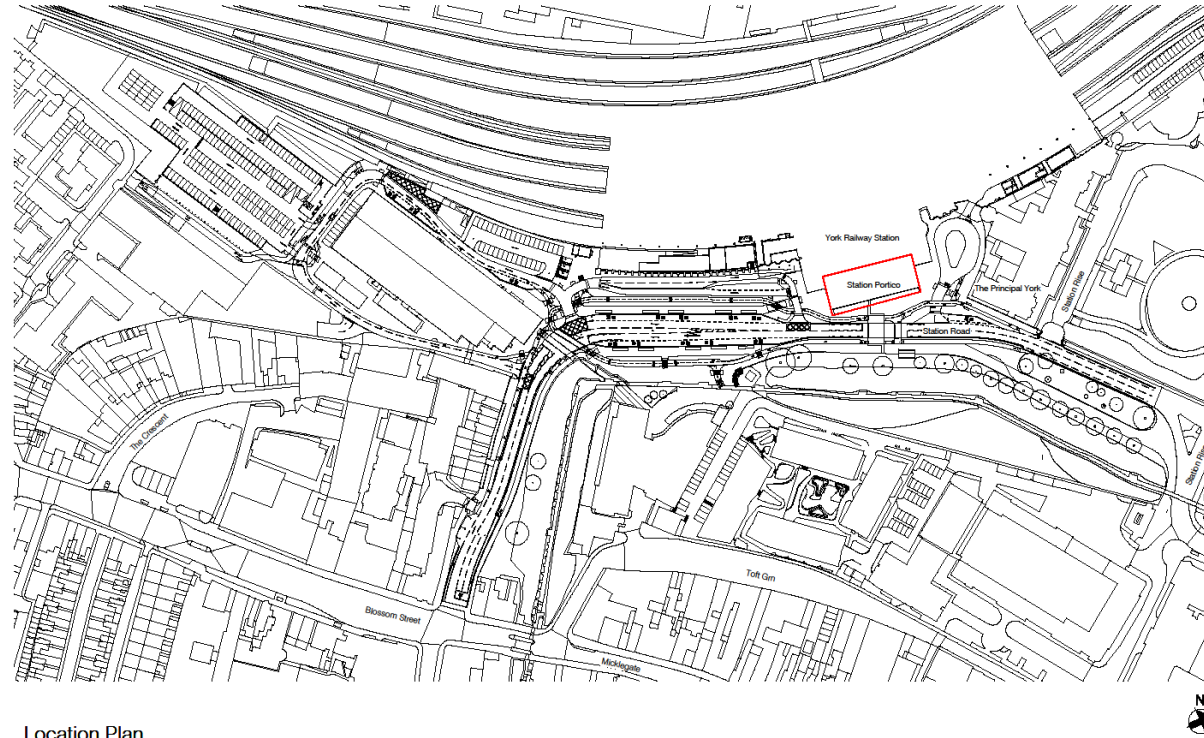 York Railway Station
Station Portico
The Principal York
Station Rise
Station Road
The Crescent
Toft Grn
Blossom Street
Micklegate
N
Location Plan